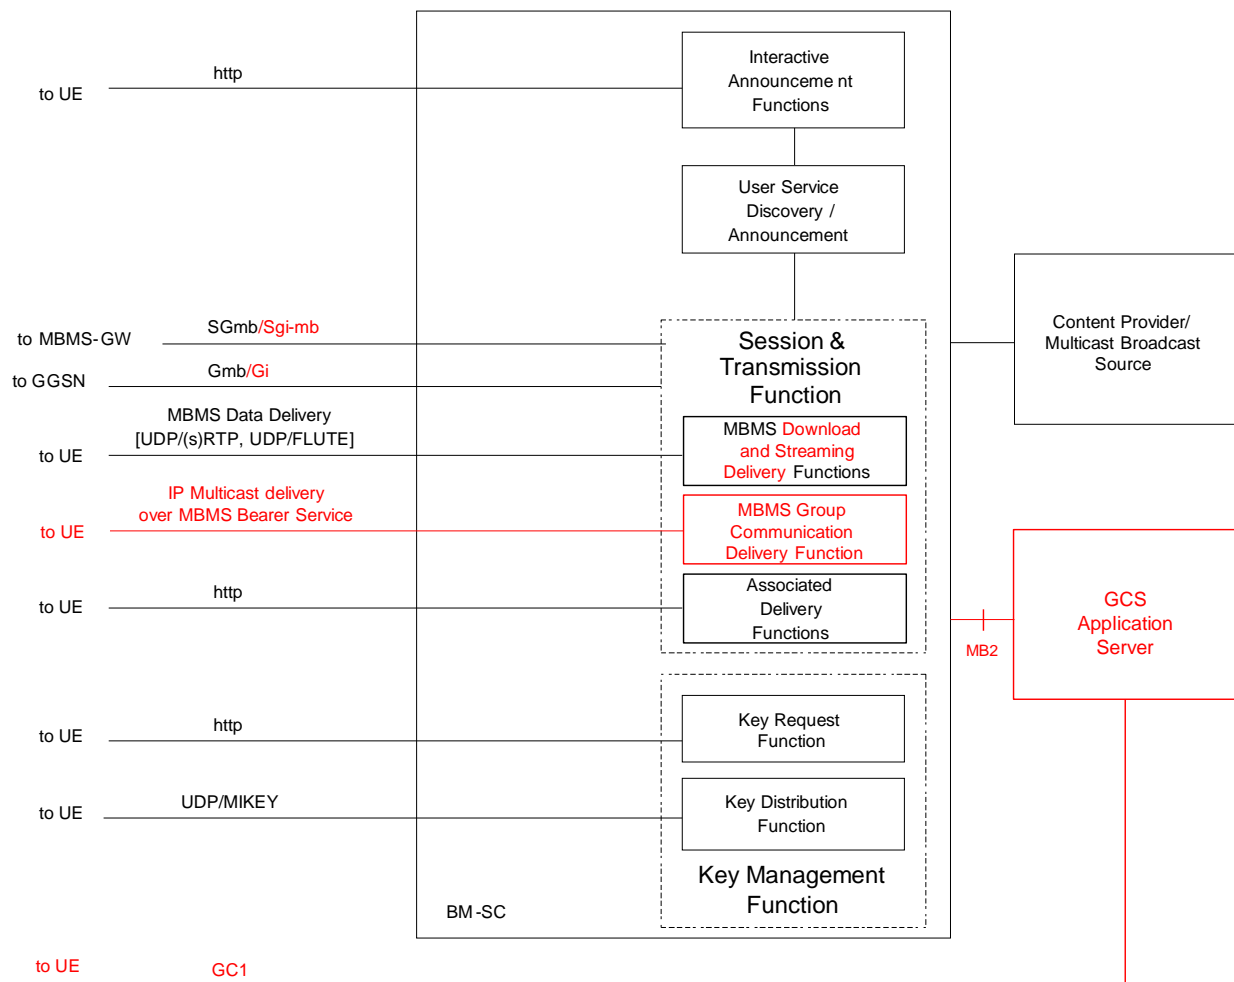 http
to UE
Interactive
Announcement
Functions
User Service
Discovery /
Announcement
to MBMS-GW
SGmb/Sgi-mb
to GGSN
Gmb/Gi
Session &
Transmission
Function
Content Provider/
Multicast Broadcast
Source
MBMS Data Delivery
[UDP/(s)RTP, UDP/FLUTE]
to UE
MBMS Download
and Streaming
Delivery Functions
IP Multicast delivery
over MBMS Bearer Service
to UE
MBMS Group
Communication
Delivery Function
http
to UE
Associated
Delivery
Functions
MB2
GCS
Application
Server
http
to UE
Key Request
Function
UDP/MIKEY
to UE
Key Distribution
Function
Key Management
Function
BM-SC
to UE
GC1